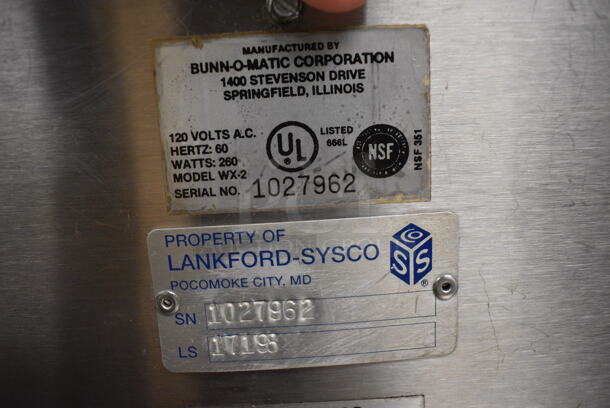 MANUFACTURED BY
BUNN-O-MATIC CORPORATION
1400 STEVENSON DRIVE
SPRINGFIELD, ILLINOIS
120 VOLTS A.C.
HERTZ: 60
WATTS: 260
MODEL WX-2
SERIAL NO. 1027962
UL
LISTED
666L
NSF
NSF 351
PROPERTY OF
LANKFORD-SYSCO
POCOMOKE CITY, MD
CO
S S ®
SN 1027962
LS